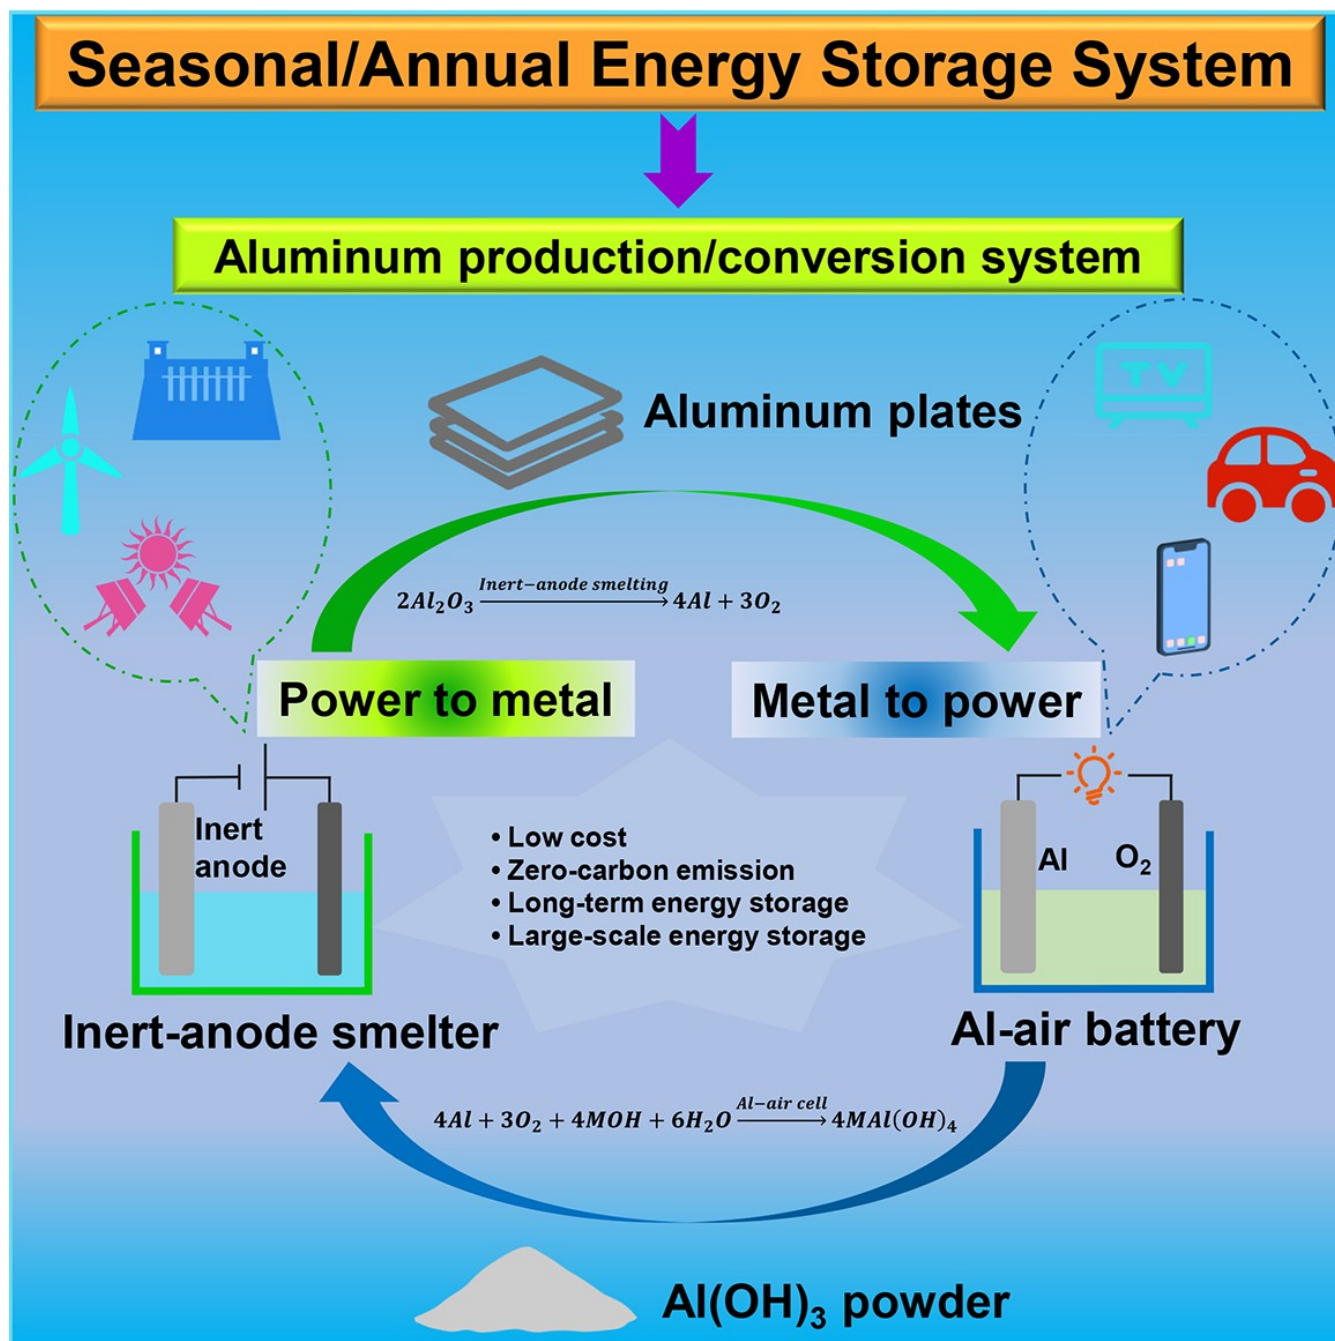 Seasonal/Annual Energy Storage System
Aluminum production/conversion system
Aluminum plates
TV
2Al₂O₃ Inert−anode smelting → 4Al + 3O₂
Power to metal
Metal to power
Inert
anode
• Low cost
• Zero-carbon emission
• Long-term energy storage
• Large-scale energy storage
Al
O₂
Inert-anode smelter
Al-air battery
4Al + 3O₂ + 4MOH + 6H₂O Al−air cell → 4MAl(OH)₄
Al(OH)₃ powder